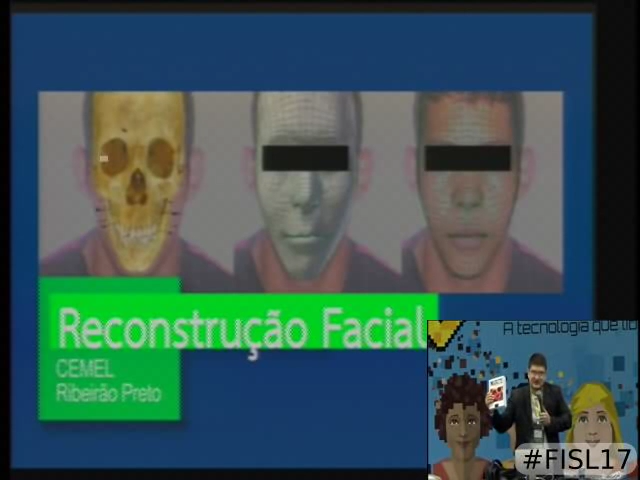 Reconstrução Facial
CEMEL
Ribeirão Preto
A tecnologia que
#FISL17